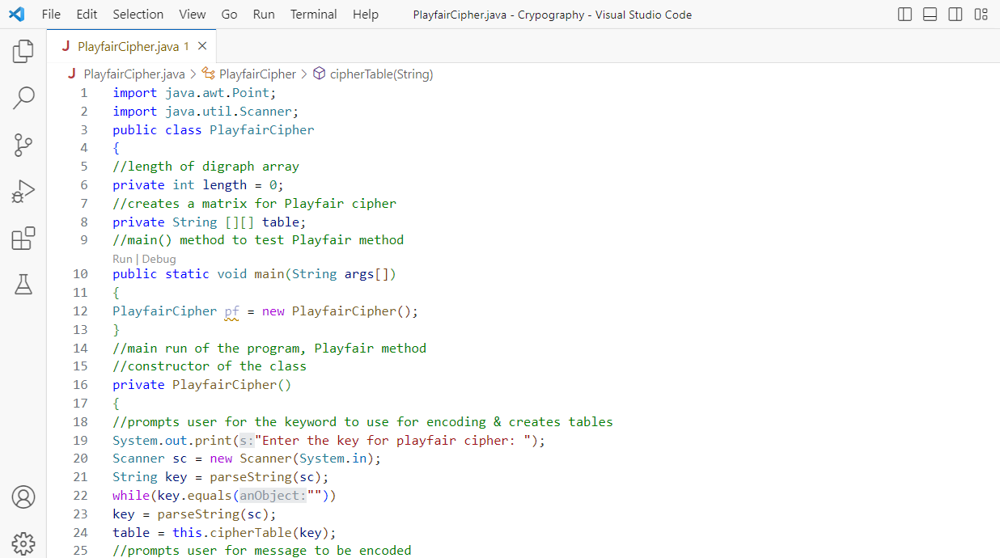 File Edit Selection View Go Run Terminal Help PlayfairCipher.java - Crypography - Visual Studio Code
J PlayfairCipher.java 1 ×
J PlayfairCipher.java > PlayfairCipher > cipherTable(String)
1 import java.awt.Point;
2 import java.util.Scanner;
3 public class PlayfairCipher
4 {
5 //length of digraph array
6 private int length = 0;
7 //creates a matrix for Playfair cipher
8 private String [][] table;
9 //main() method to test Playfair method
Run | Debug
10 public static void main(String args[])
11 {
12 PlayfairCipher pf = new PlayfairCipher();
13 }
14 //main run of the program, Playfair method
15 //constructor of the class
16 private PlayfairCipher()
17 {
18 //prompts user for the keyword to use for encoding & creates tables
19 System.out.print(s:"Enter the key for playfair cipher: ");
20 Scanner sc = new Scanner(System.in);
21 String key = parseString(sc);
22 while(key.equals(anObject:""))
23 key = parseString(sc);
24 table = this.cipherTable(key);
25 //prompts user for message to be encoded